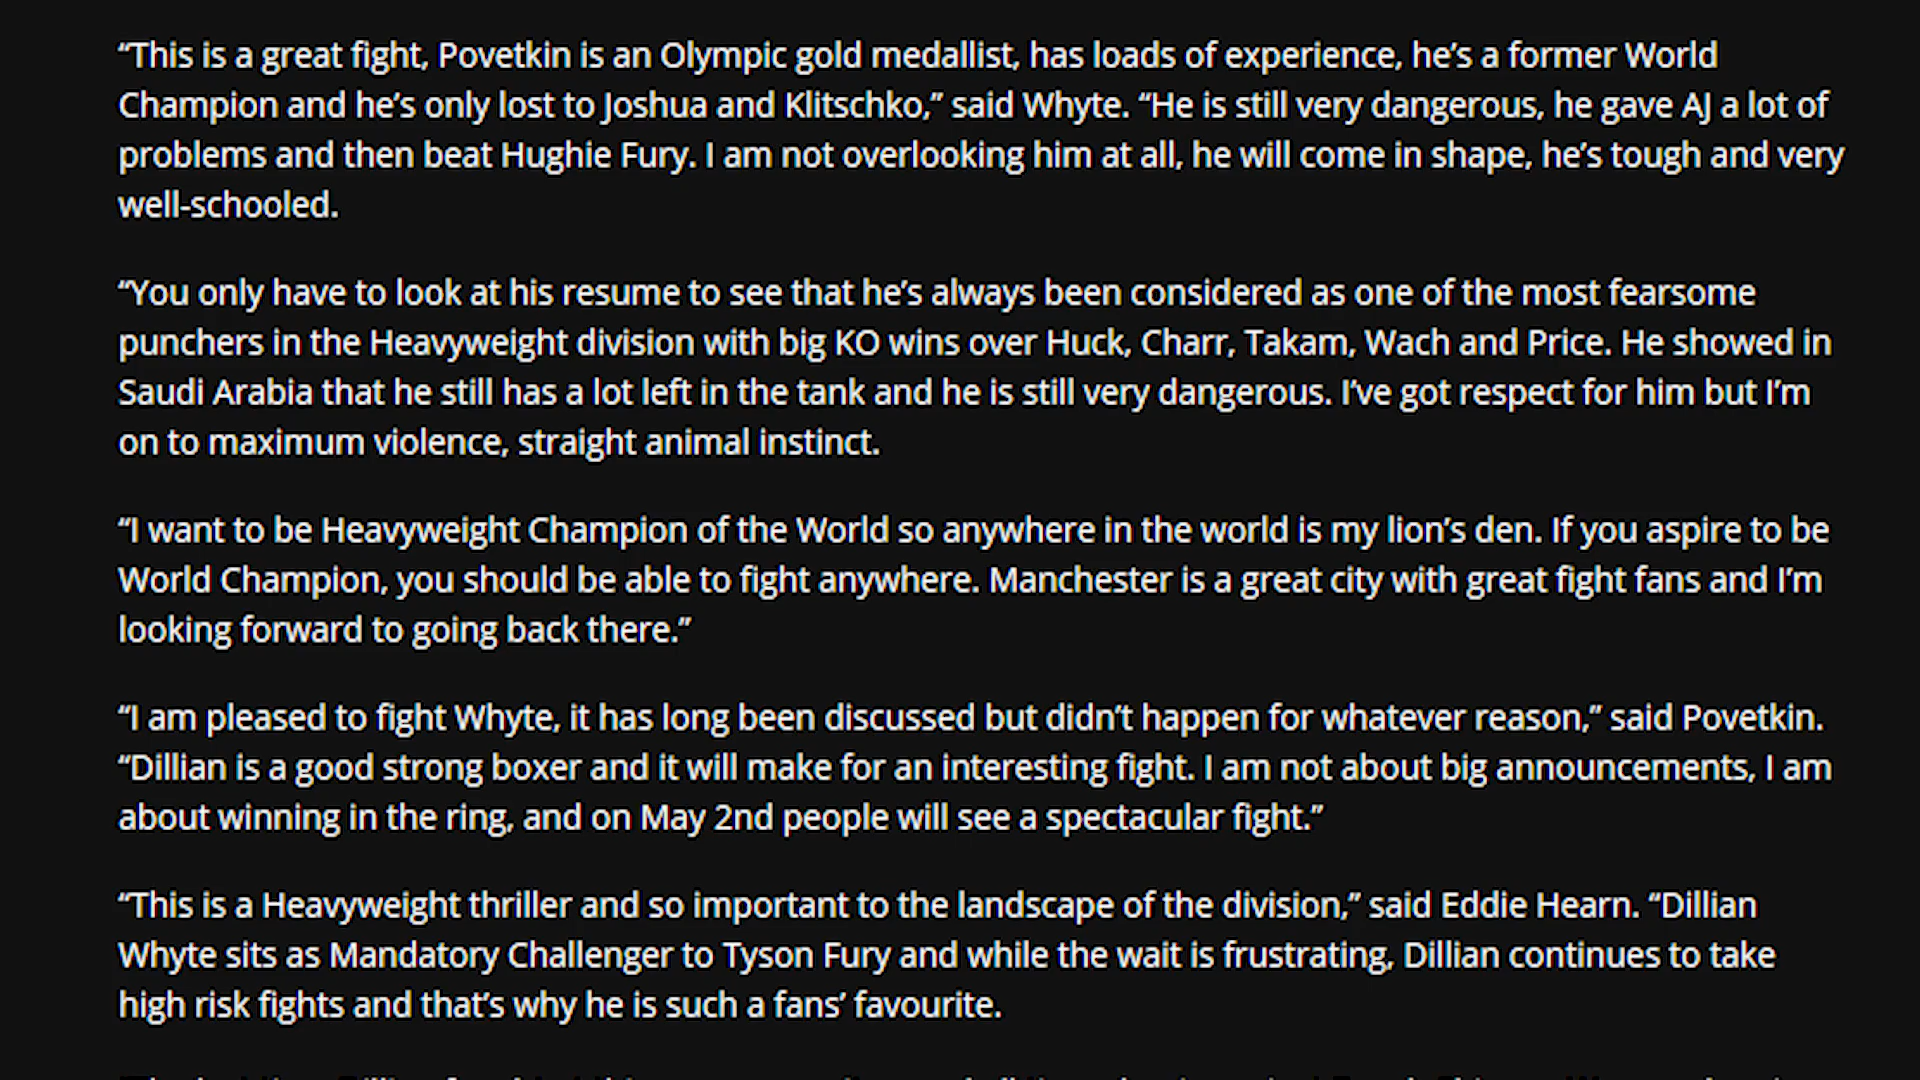 “This is a great fight, Povetkin is an Olympic gold medallist, has loads of experience, he’s a former World
Champion and he’s only lost to Joshua and Klitschko,” said Whyte. “He is still very dangerous, he gave AJ a lot of
problems and then beat Hughie Fury. I am not overlooking him at all, he will come in shape, he’s tough and very
well-schooled.
“You only have to look at his resume to see that he’s always been considered as one of the most fearsome
punchers in the Heavyweight division with big KO wins over Huck, Charr, Takam, Wach and Price. He showed in
Saudi Arabia that he still has a lot left in the tank and he is still very dangerous. I’ve got respect for him but I’m
on to maximum violence, straight animal instinct.
“I want to be Heavyweight Champion of the World so anywhere in the world is my lion’s den. If you aspire to be
World Champion, you should be able to fight anywhere. Manchester is a great city with great fight fans and I’m
looking forward to going back there.”
“I am pleased to fight Whyte, it has long been discussed but didn’t happen for whatever reason,” said Povetkin.
“Dillian is a good strong boxer and it will make for an interesting fight. I am not about big announcements, I am
about winning in the ring, and on May 2nd people will see a spectacular fight.”
“This is a Heavyweight thriller and so important to the landscape of the division,” said Eddie Hearn. “Dillian
Whyte sits as Mandatory Challenger to Tyson Fury and while the wait is frustrating, Dillian continues to take
high risk fights and that’s why he is such a fans’ favourite.